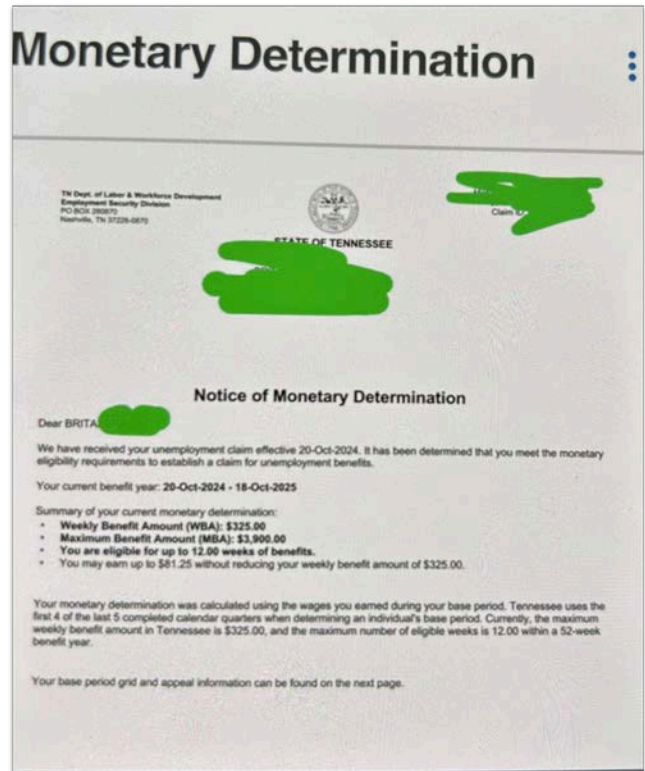 Monetary Determination
TN Dept. of Labor & Workforce Development
Employment Security Division
PO BOX 280870
Nashville, TN 37228-0870
Claim ID
STATE OF TENNESSEE
Notice of Monetary Determination
Dear BRITA
We have received your unemployment claim effective 20-Oct-2024. It has been determined that you meet the monetary
eligibility requirements to establish a claim for unemployment benefits.
Your current benefit year: 20-Oct-2024 - 18-Oct-2025
Summary of your current monetary determination:
• Weekly Benefit Amount (WBA): $325.00
• Maximum Benefit Amount (MBA): $3,900.00
• You are eligible for up to 12.00 weeks of benefits.
• You may earn up to $81.25 without reducing your weekly benefit amount of $325.00.
Your monetary determination was calculated using the wages you earned during your base period. Tennessee uses the
first 4 of the last 5 completed calendar quarters when determining an individual's base period. Currently, the maximum
weekly benefit amount in Tennessee is $325.00, and the maximum number of eligible weeks is 12.00 within a 52-week
benefit year.
Your base period grid and appeal information can be found on the next page.